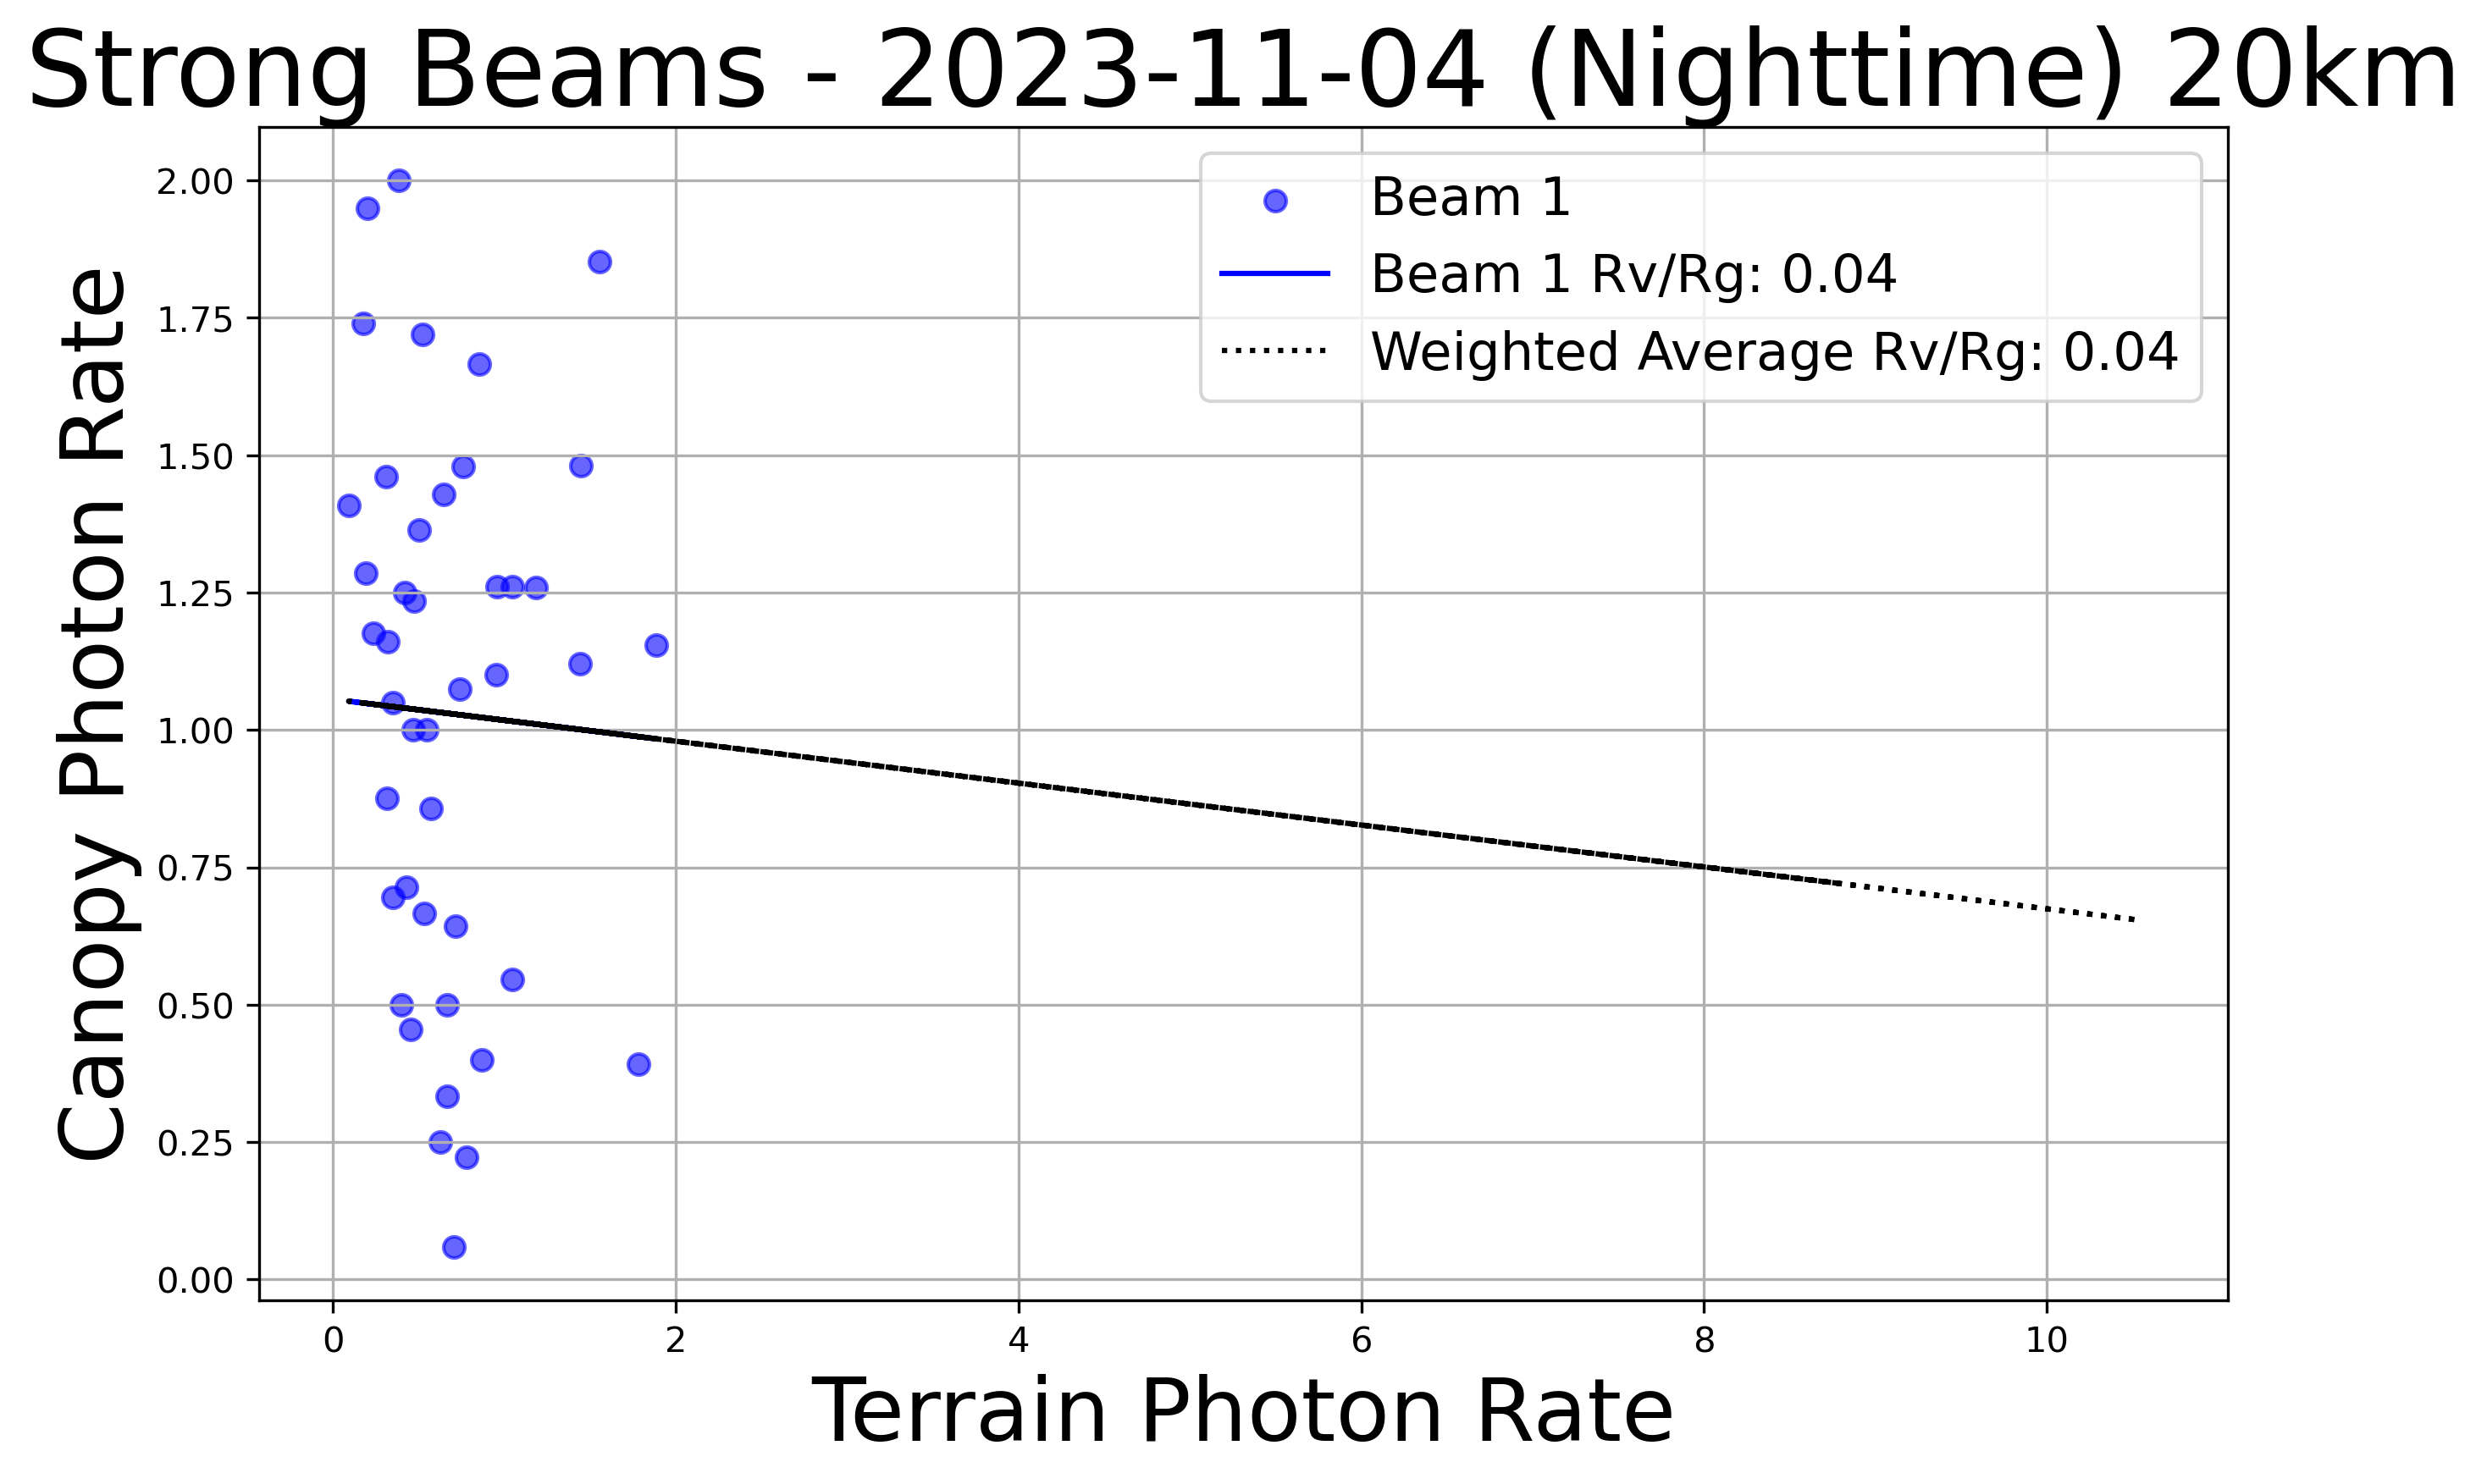 Strong Beams - 2023-11-04 (Nighttime) 20km
Canopy Photon Rate
2.00
1.75
1.50
1.25
1.00
0.75
0.50
0.25
0.00
Beam 1
Beam 1 Rv/Rg: 0.04
Weighted Average Rv/Rg: 0.04
0 2 4 6 8 10
Terrain Photon Rate